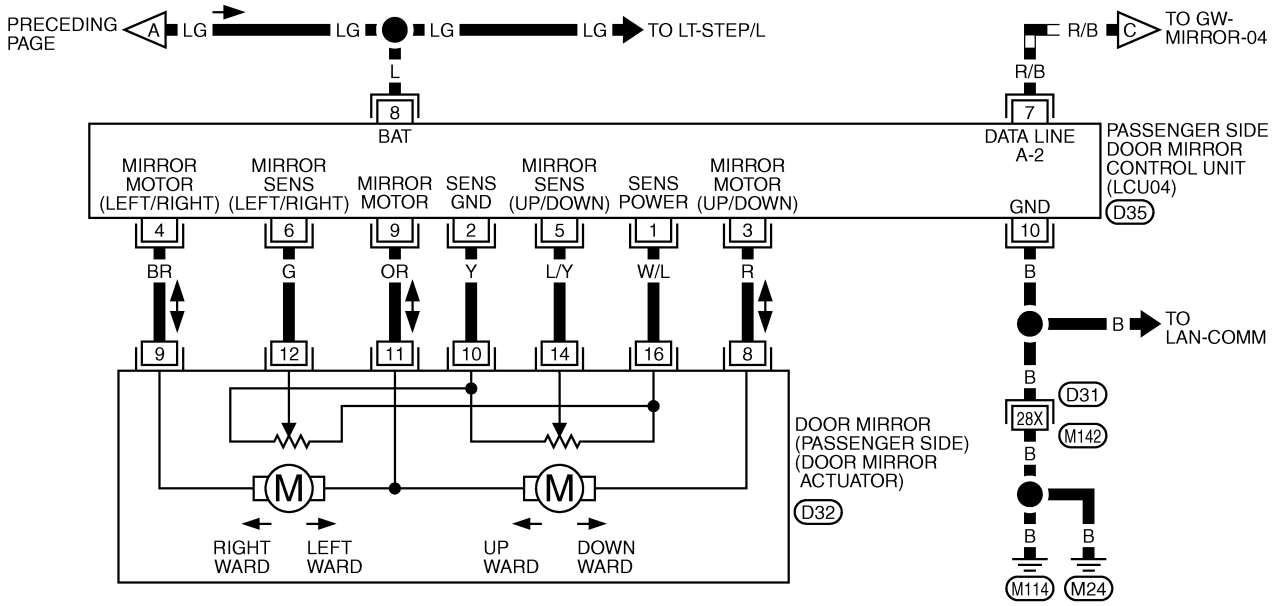 PRECEDING
PAGE
A
LG
LG
LG
LG
TO LT-STEP/L
R/B
C
TO GW-
MIRROR-04
L
R/B
8
7
BAT
DATA LINE
A-2
PASSENGER SIDE
DOOR MIRROR
CONTROL UNIT
(LCU04)
D35
MIRROR
MOTOR
(LEFT/RIGHT)
MIRROR
SENS
(LEFT/RIGHT)
MIRROR
MOTOR
SENS
GND
MIRROR
SENS
(UP/DOWN)
SENS
POWER
MIRROR
MOTOR
(UP/DOWN)
GND
4
6
9
2
5
1
3
10
BR
G
OR
Y
L/Y
W/L
R
B
B
TO
LAN-COMM
9
12
11
10
14
16
8
B
D31
28X
M142
B
DOOR MIRROR
(PASSENGER SIDE)
(DOOR MIRROR
ACTUATOR)
D32
M
M
RIGHT
WARD
LEFT
WARD
UP
WARD
DOWN
WARD
B
B
M114
M24